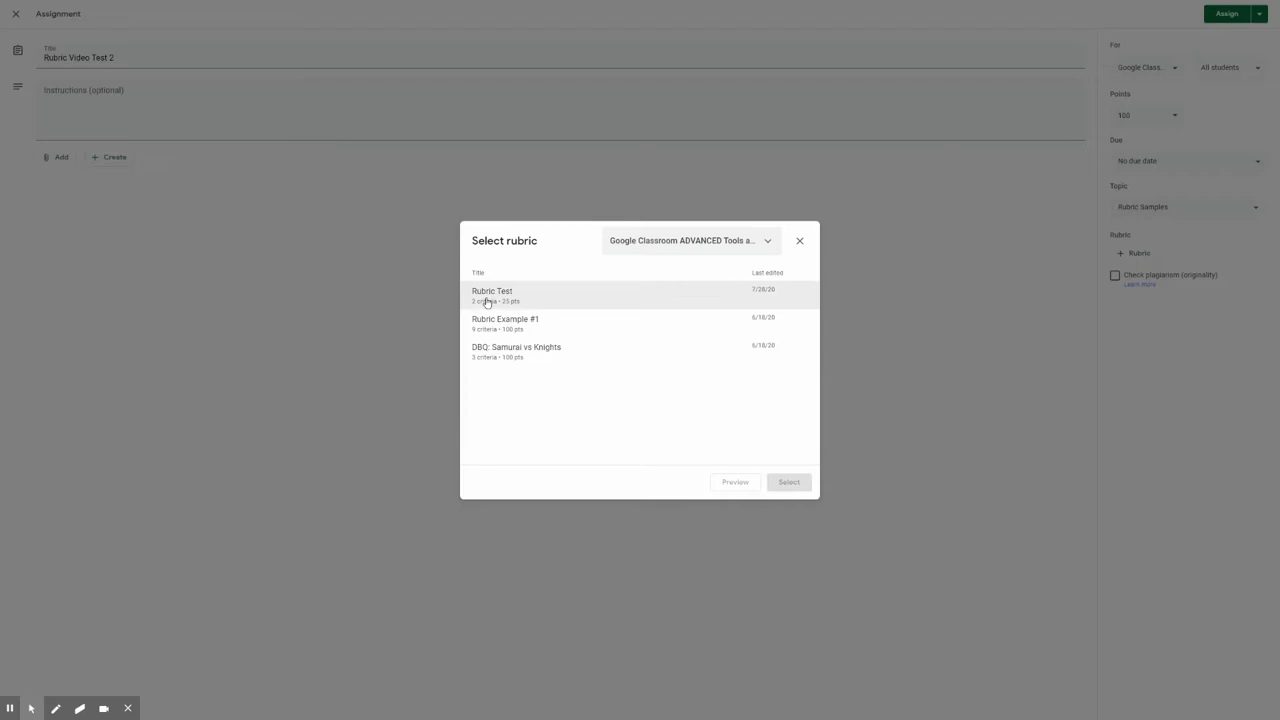 Assignment
Assign
Title
Rubric Video Test 2
Instructions (optional)
Add
Create
For
Google Class...
All students
Points
100
Due
No due date
Topic
Rubric Samples
Rubric
Rubric
Check plagiarism (originality)
Learn more
Select rubric
Google Classroom ADVANCED Tools a...
Title
Last edited
Rubric Test
7/28/20
2 criteria • 25 pts
Rubric Example #1
6/18/20
9 criteria • 100 pts
DBQ: Samurai vs Knights
6/18/20
3 criteria • 100 pts
Preview
Select